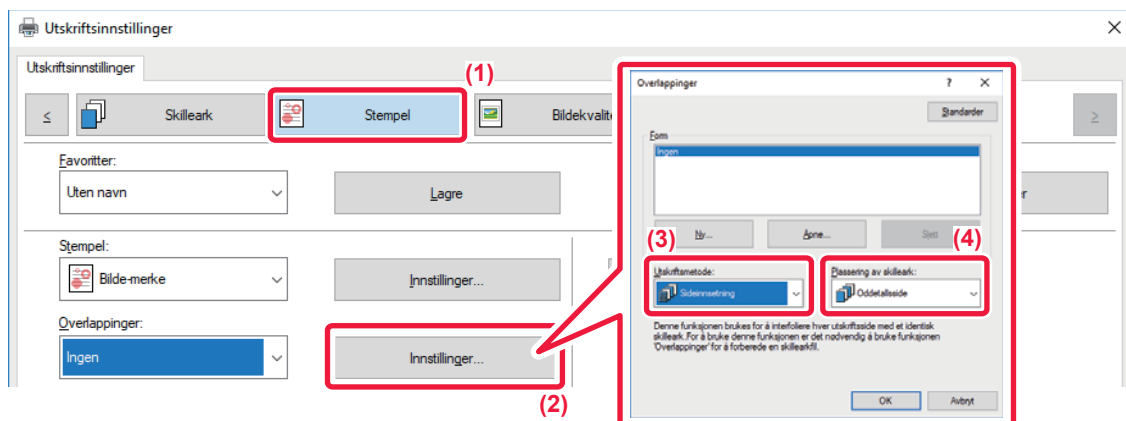 Utskriftsinnstillinger
Utskriftsinnstillinger
(1)
Skilleark
Stempel
Favoritter:
Uten navn
Lagre
Stempel:
Bilde-merke
Innstillinger...
Overlappinger:
Ingen
Innstillinger...
(2)
Overlappinger
Standarder
Form
Ingen
Ny...
Åpne...
Slett
(3)
(4)
Utskriftsmetode:
Sideinnsetning
Plassering av skilleark:
Oddetallsside
Denne funksjonen brukes for å interfoliere hver utskriftsside med et identisk
skilleark.For å bruke denne funksjonen er det nødvendig å bruke funksjonen
'Overlappinger' for å forberede en skillearkfil.
OK
Avbryt